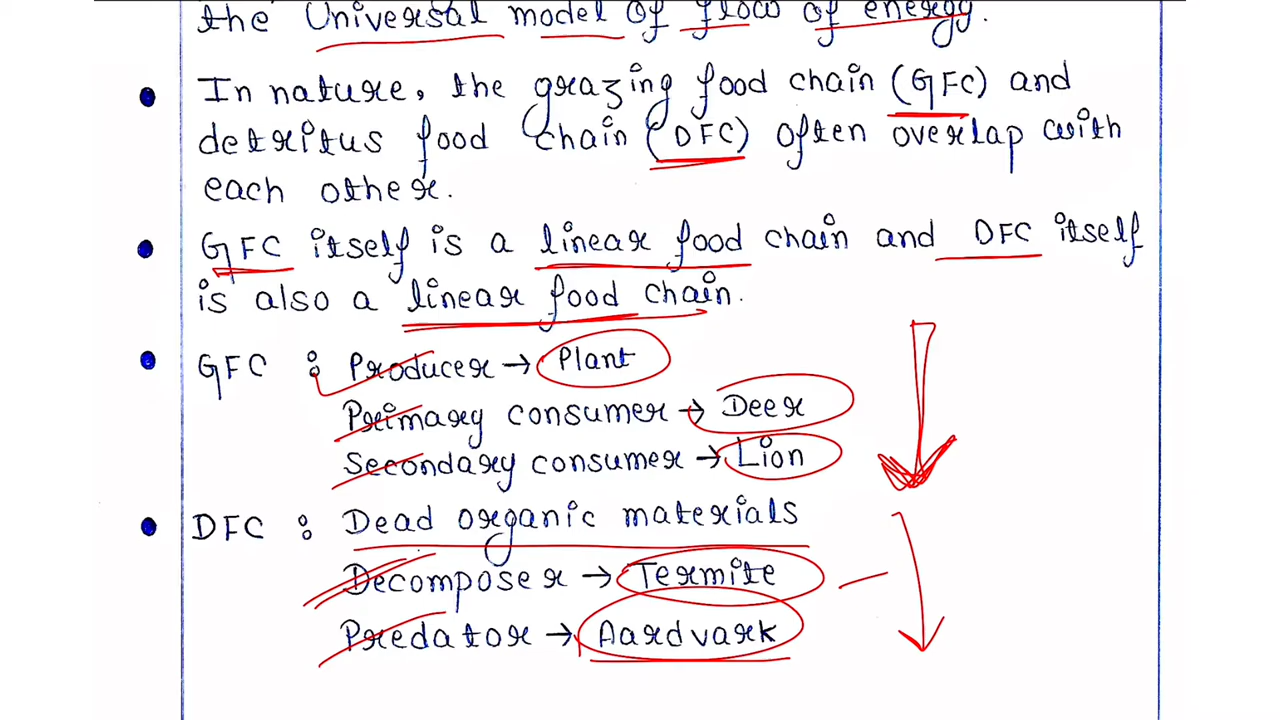 the Universal model of flow of energy.
In nature, the grazing food chain (GFC) and
detritus food chain (DFC) often overlap with
each other.
GFC itself is a linear food chain and DFC itself
is also a linear food chain.
GFC : Producer → Plant
Primary consumer → Deer
Secondary consumer → Lion
DFC : Dead organic materials
Decomposer → Termite
Predator → Aardvark